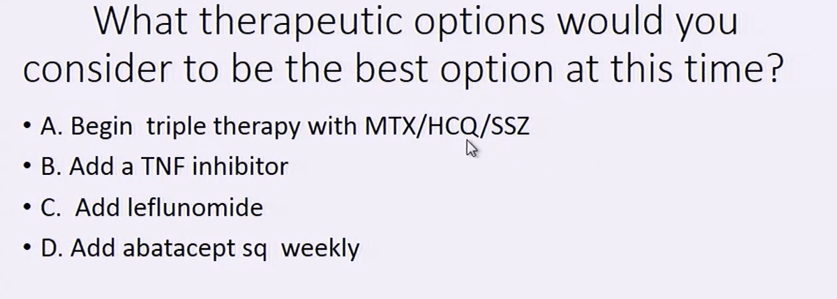 What therapeutic options would you
consider to be the best option at this time?
• A. Begin triple therapy with MTX/HCQ/SSZ
• B. Add a TNF inhibitor
• C. Add leflunomide
• D. Add abatacept sq weekly